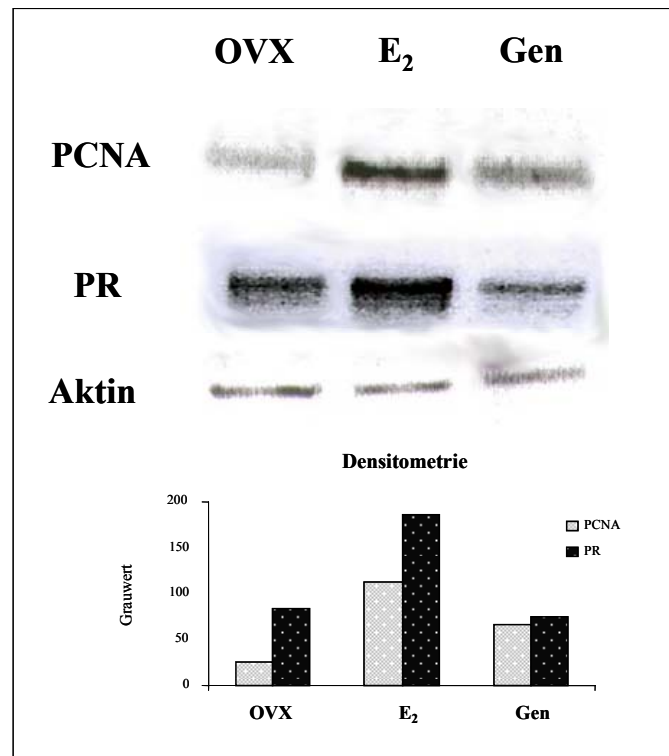 OVX E₂ Gen
PCNA
PR
Aktin
Densitometrie
200
150
100
50
0
Grauwert
PCNA
PR
OVX E₂ Gen